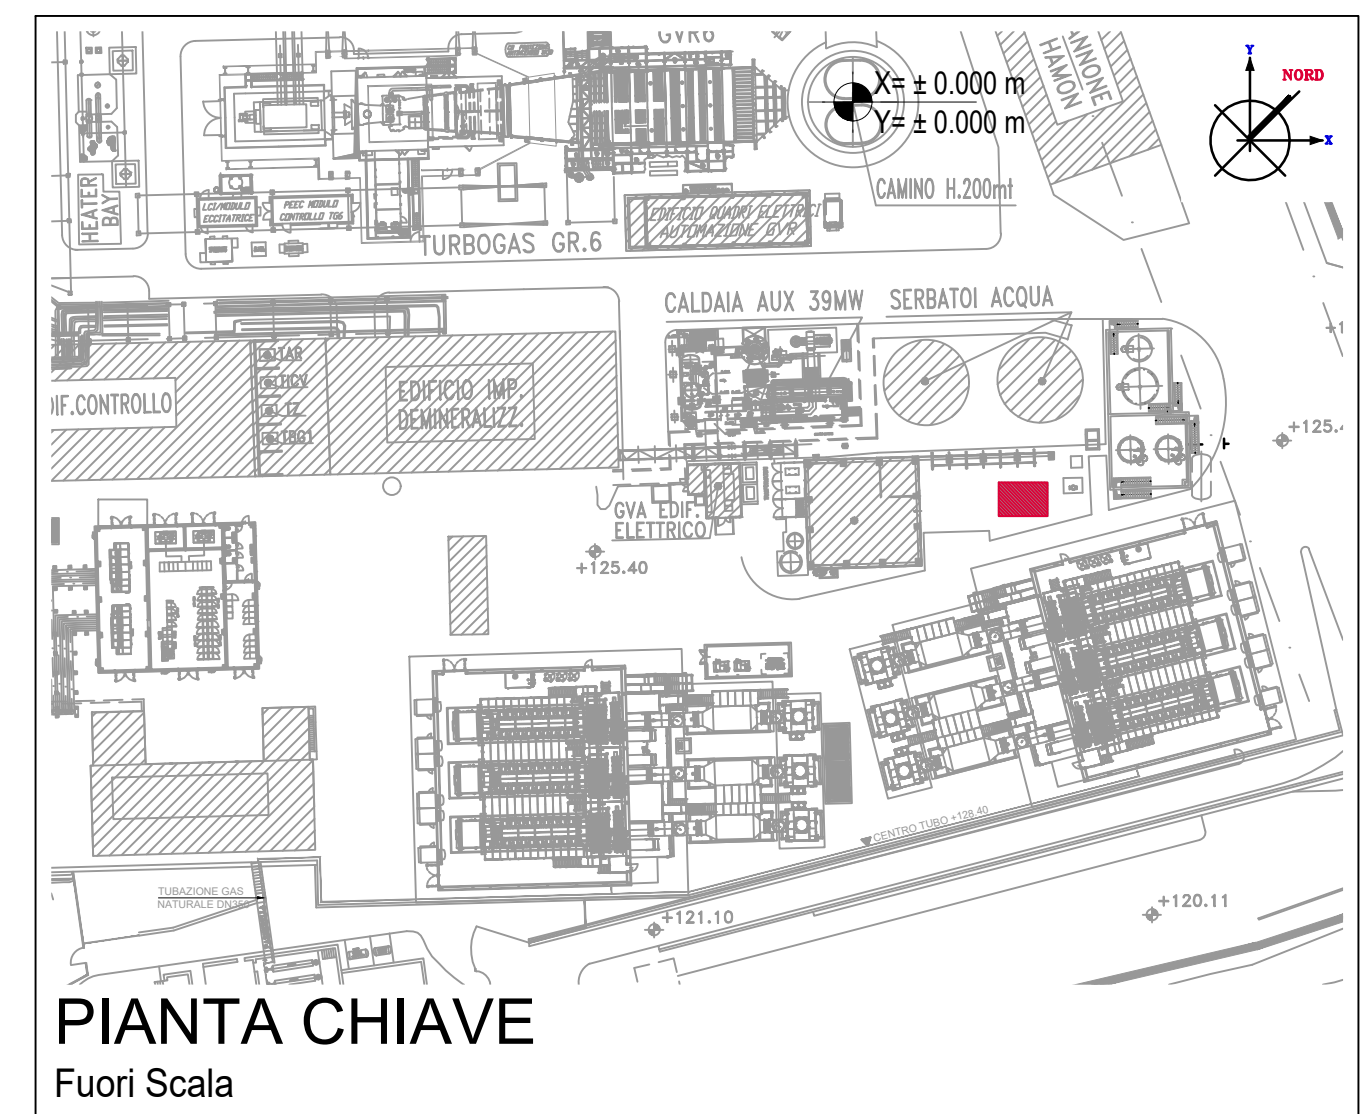 GVR6
ANNONE
HAMON
Y
NORD
X
X= ± 0.000 m
Y= ± 0.000 m
CAMINO H.200mt
HEATER
BAY
LCI/MODULO
ECCITATRICE
PEEC MODULO
CONTROLLO TG6
EDIFICIO QUADRI ELETTRICI
AUTOMAZIONE GVR
TURBOGAS GR.6
CALDAIA AUX 39MW
SERBATOI ACQUA
TAR
TICV
TZ
TBG1
EDIFICIO IMP.
DEMINERALIZZ.
DIF.CONTROLLO
+1
+125.4
GVA EDIF.
ELETTRICO
+125.40
CENTRO TUBO +128.40
TUBAZIONE GAS
NATURALE DN350
+121.10
+120.11
PIANTA CHIAVE
Fuori Scala